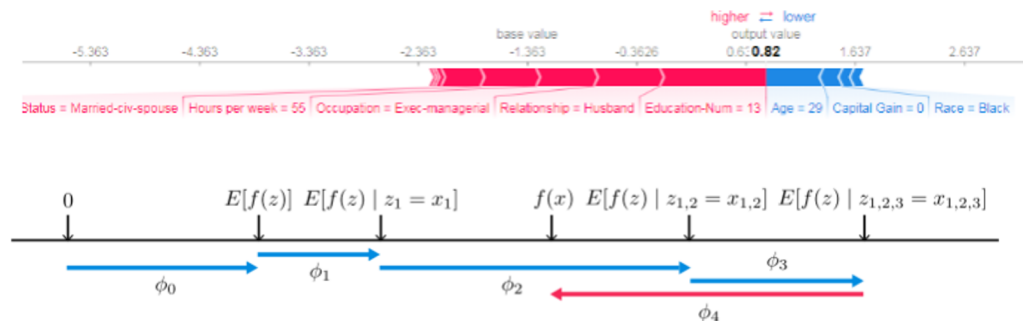 higher ⇄ lower
base value output value
-5.363 -4.363 -3.363 -2.363 -1.363 -0.3626 0.82 1.637 2.637
Status = Married-civ-spouse Hours per week = 55 Occupation = Exec-managerial Relationship = Husband Education-Num = 13 Age = 29 Capital Gain = 0 Race = Black
0 E[f(z)] E[f(z) | z₁ = x₁] f(x) E[f(z) | z₁,₂ = x₁,₂] E[f(z) | z₁,₂,₃ = x₁,₂,₃]
ϕ₀ ϕ₁ ϕ₂ ϕ₃
ϕ₄